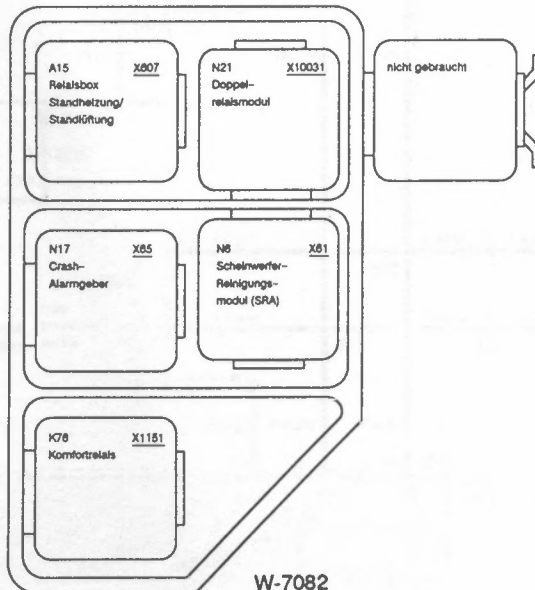 A15 X607
Relaisbox
Standheizung/
Standlüftung
N21 X10031
Doppel-
relaismodul
nicht gebraucht
N17 X65
Crash-
Alarmgeber
N6 X61
Scheinwerfer-
Reinigungs-
modul (SRA)
K76 X1151
Komfortrelais
W-7082